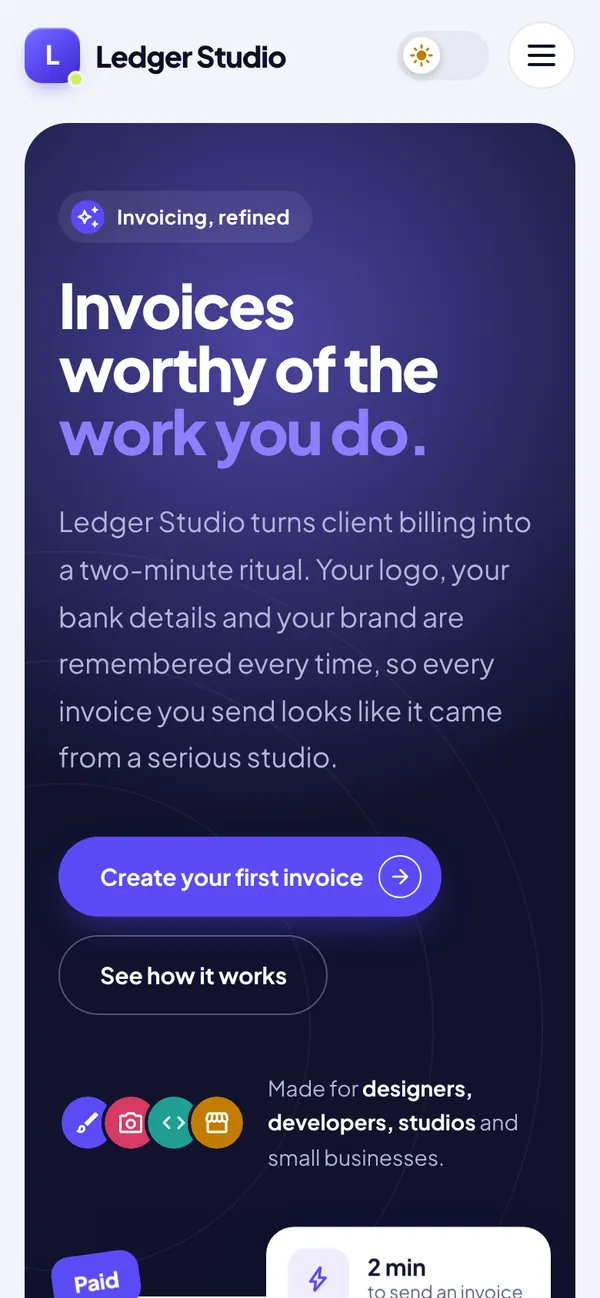 L
Ledger Studio
Invoicing, refined
Invoices
worthy of the
work you do.
Ledger Studio turns client billing into
a two-minute ritual. Your logo, your
bank details and your brand are
remembered every time, so every
invoice you send looks like it came
from a serious studio.
Create your first invoice
See how it works
Made for designers,
developers, studios and
small businesses.
Paid
2 min
to send an invoice